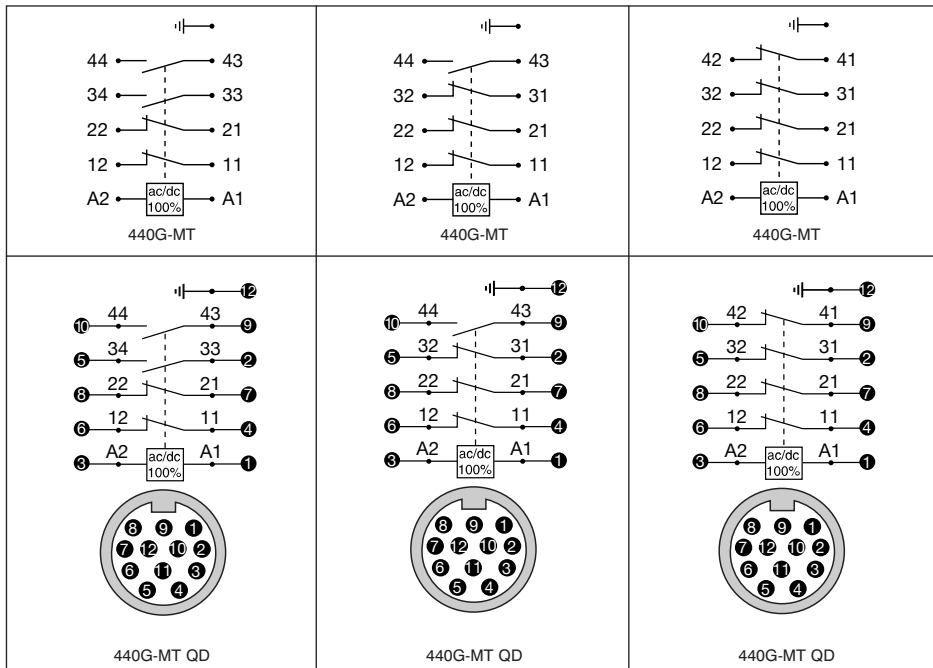 44 43
34 33
22 21
12 11
A2 ac/dc 100% A1
440G-MT
44 43
32 31
22 21
12 11
A2 ac/dc 100% A1
440G-MT
42 41
32 31
22 21
12 11
A2 ac/dc 100% A1
440G-MT
12
10 44 43 9
5 34 33 2
8 22 21 7
6 12 11 4
3 A2 ac/dc 100% A1 1
8 9 1
7 12 10 2
6 11 3
5 4
440G-MT QD
12
10 44 43 9
5 32 31 2
8 22 21 7
6 12 11 4
3 A2 ac/dc 100% A1 1
8 9 1
7 12 10 2
6 11 3
5 4
440G-MT QD
12
10 42 41 9
5 32 31 2
8 22 21 7
6 12 11 4
3 A2 ac/dc 100% A1 1
8 9 1
7 12 10 2
6 11 3
5 4
440G-MT QD